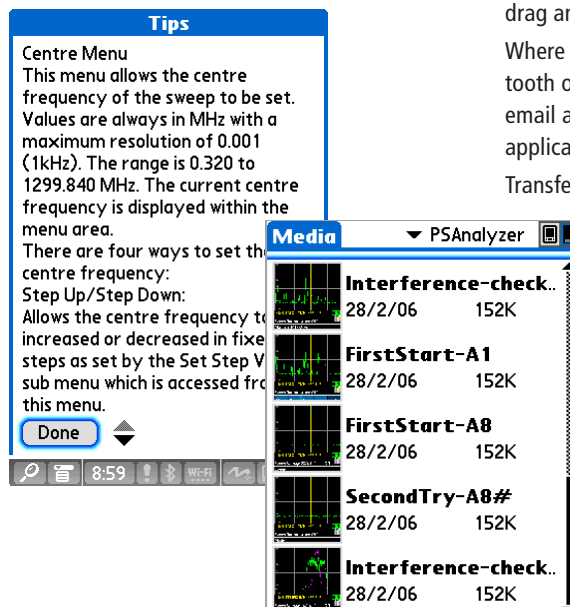 Tips
Centre Menu
This menu allows the centre
frequency of the sweep to be set.
Values are always in MHz with a
maximum resolution of 0.001
(1kHz). The range is 0.320 to
1299.840 MHz. The current centre
frequency is displayed within the
menu area.
There are four ways to set th
centre frequency:
Step Up/Step Down:
Allows the centre frequency t
increased or decreased in fixe
steps as set by the Set Step V
sub menu which is accessed fro
this menu.
Done
8:59
Wi-Fi
drag an
Where
tooth o
email a
applica
Transfe
Media
PSAnalyzer
Interference-check..
28/2/06 152K
FirstStart-A1
28/2/06 152K
FirstStart-A8
28/2/06 152K
SecondTry-A8#
28/2/06 152K
Interference-check..
28/2/06 152K